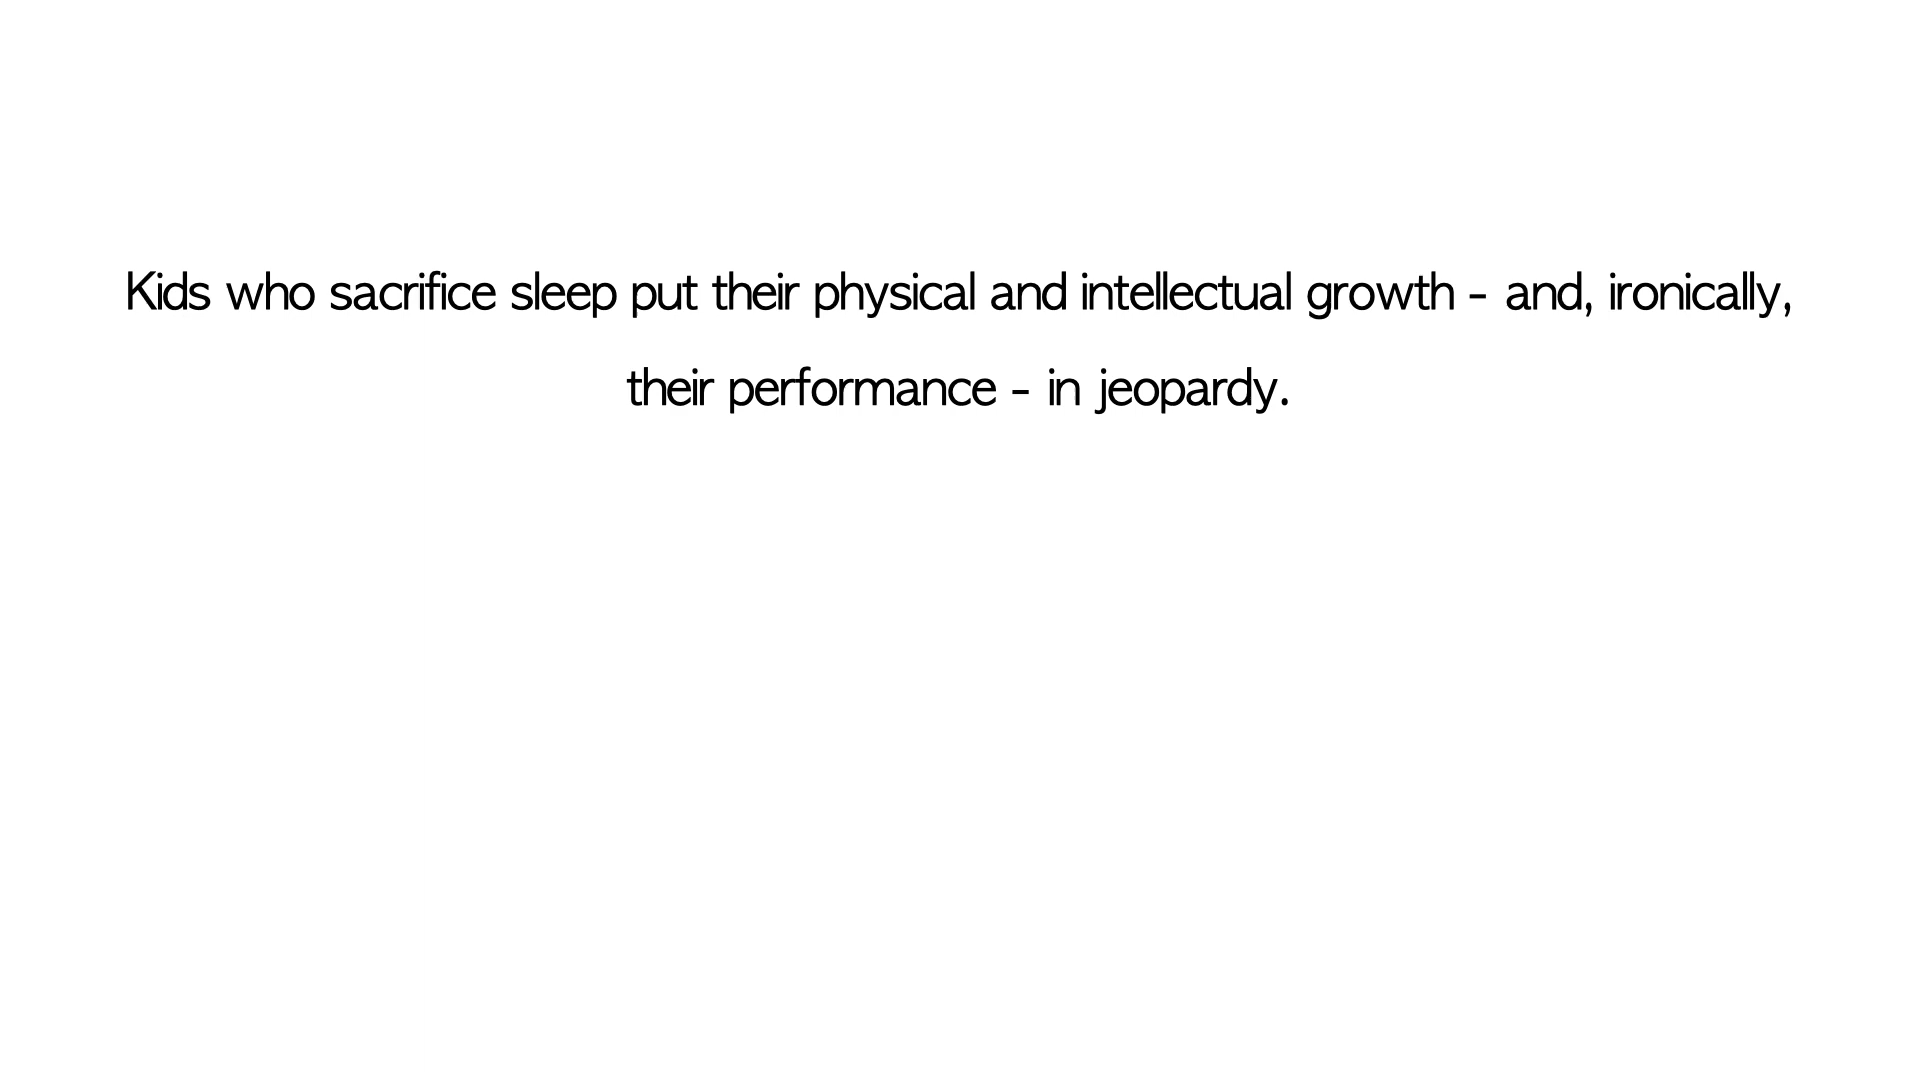 Kids who sacrifice sleep put their physical and intellectual growth - and, ironically,
their performance - in jeopardy.